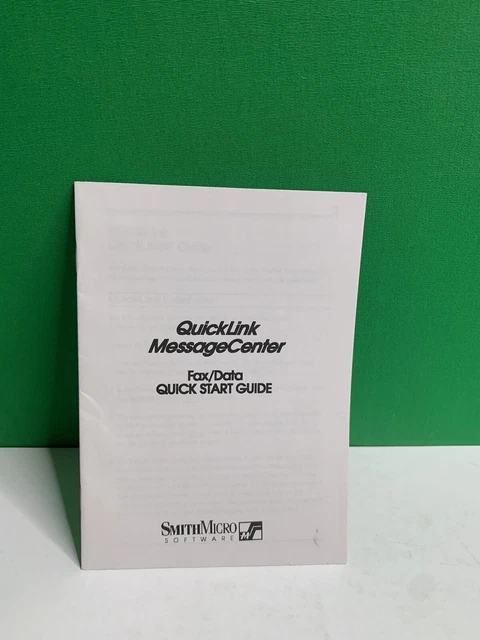 QuickLink
MessageCenter
Fax/Data
QUICK START GUIDE
SMITHMICRO
SOFTWARE